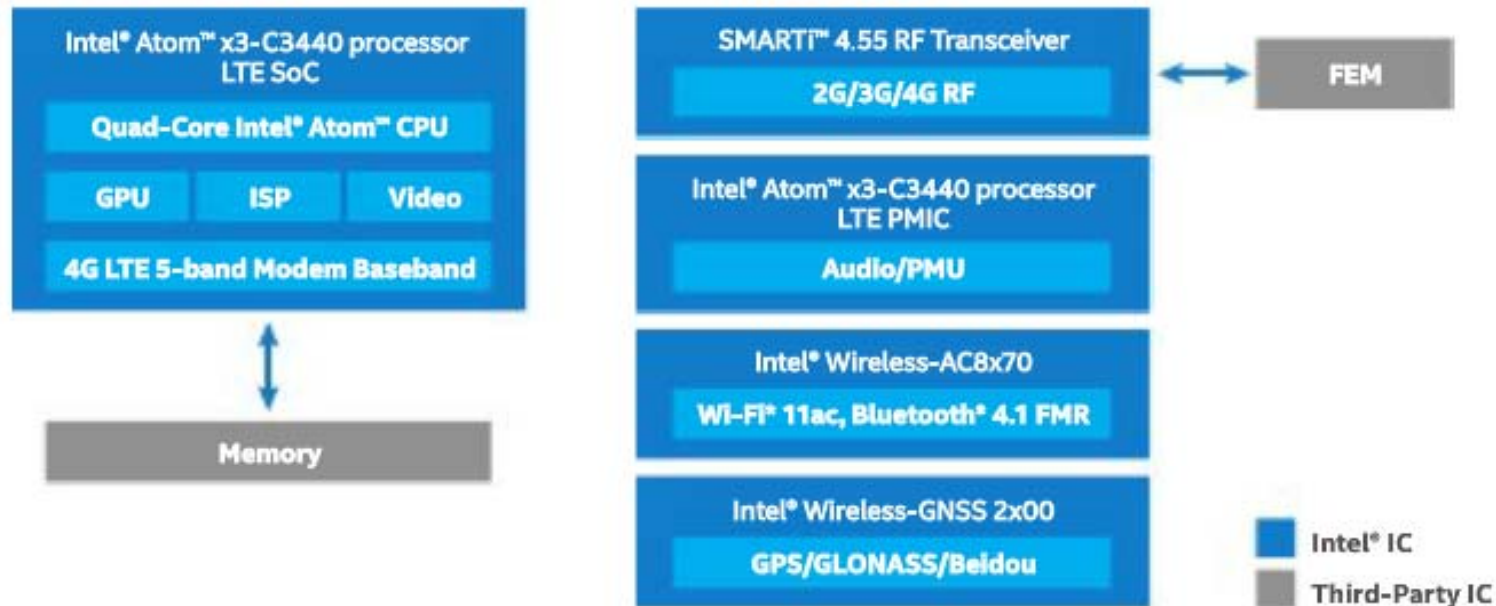 Intel® Atom™ x3-C3440 processor
LTE SoC
Quad-Core Intel® Atom™ CPU
GPU
ISP
Video
4G LTE 5-band Modem Baseband
Memory
SMARTi™ 4.55 RF Transceiver
2G/3G/4G RF
FEM
Intel® Atom™ x3-C3440 processor
LTE PMIC
Audio/PMU
Intel® Wireless-AC8x70
Wi-Fi* 11ac, Bluetooth* 4.1 FMR
Intel® Wireless-GNSS 2x00
GPS/GLONASS/Beidou
Intel® IC
Third-Party IC